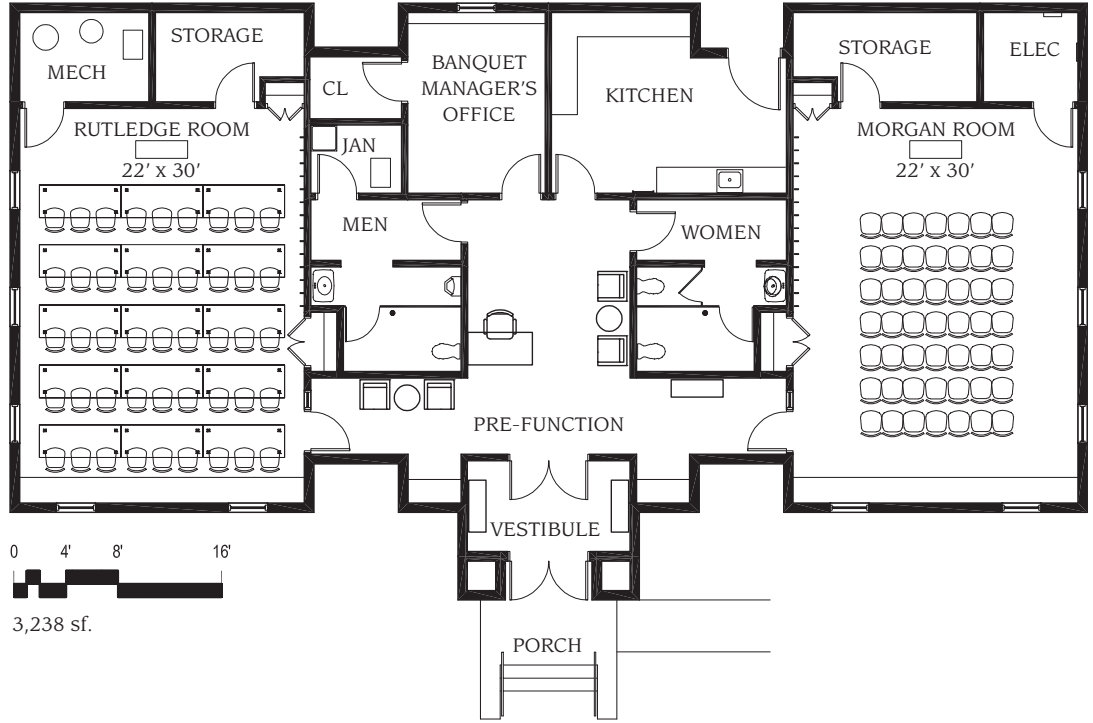 STORAGE
MECH
RUTLEDGE ROOM
22' x 30'
CL
BANQUET
MANAGER'S
OFFICE
JAN
KITCHEN
STORAGE
ELEC
MORGAN ROOM
22' x 30'
MEN
WOMEN
PRE-FUNCTION
VESTIBULE
PORCH
0 4' 8' 16'
3,238 sf.